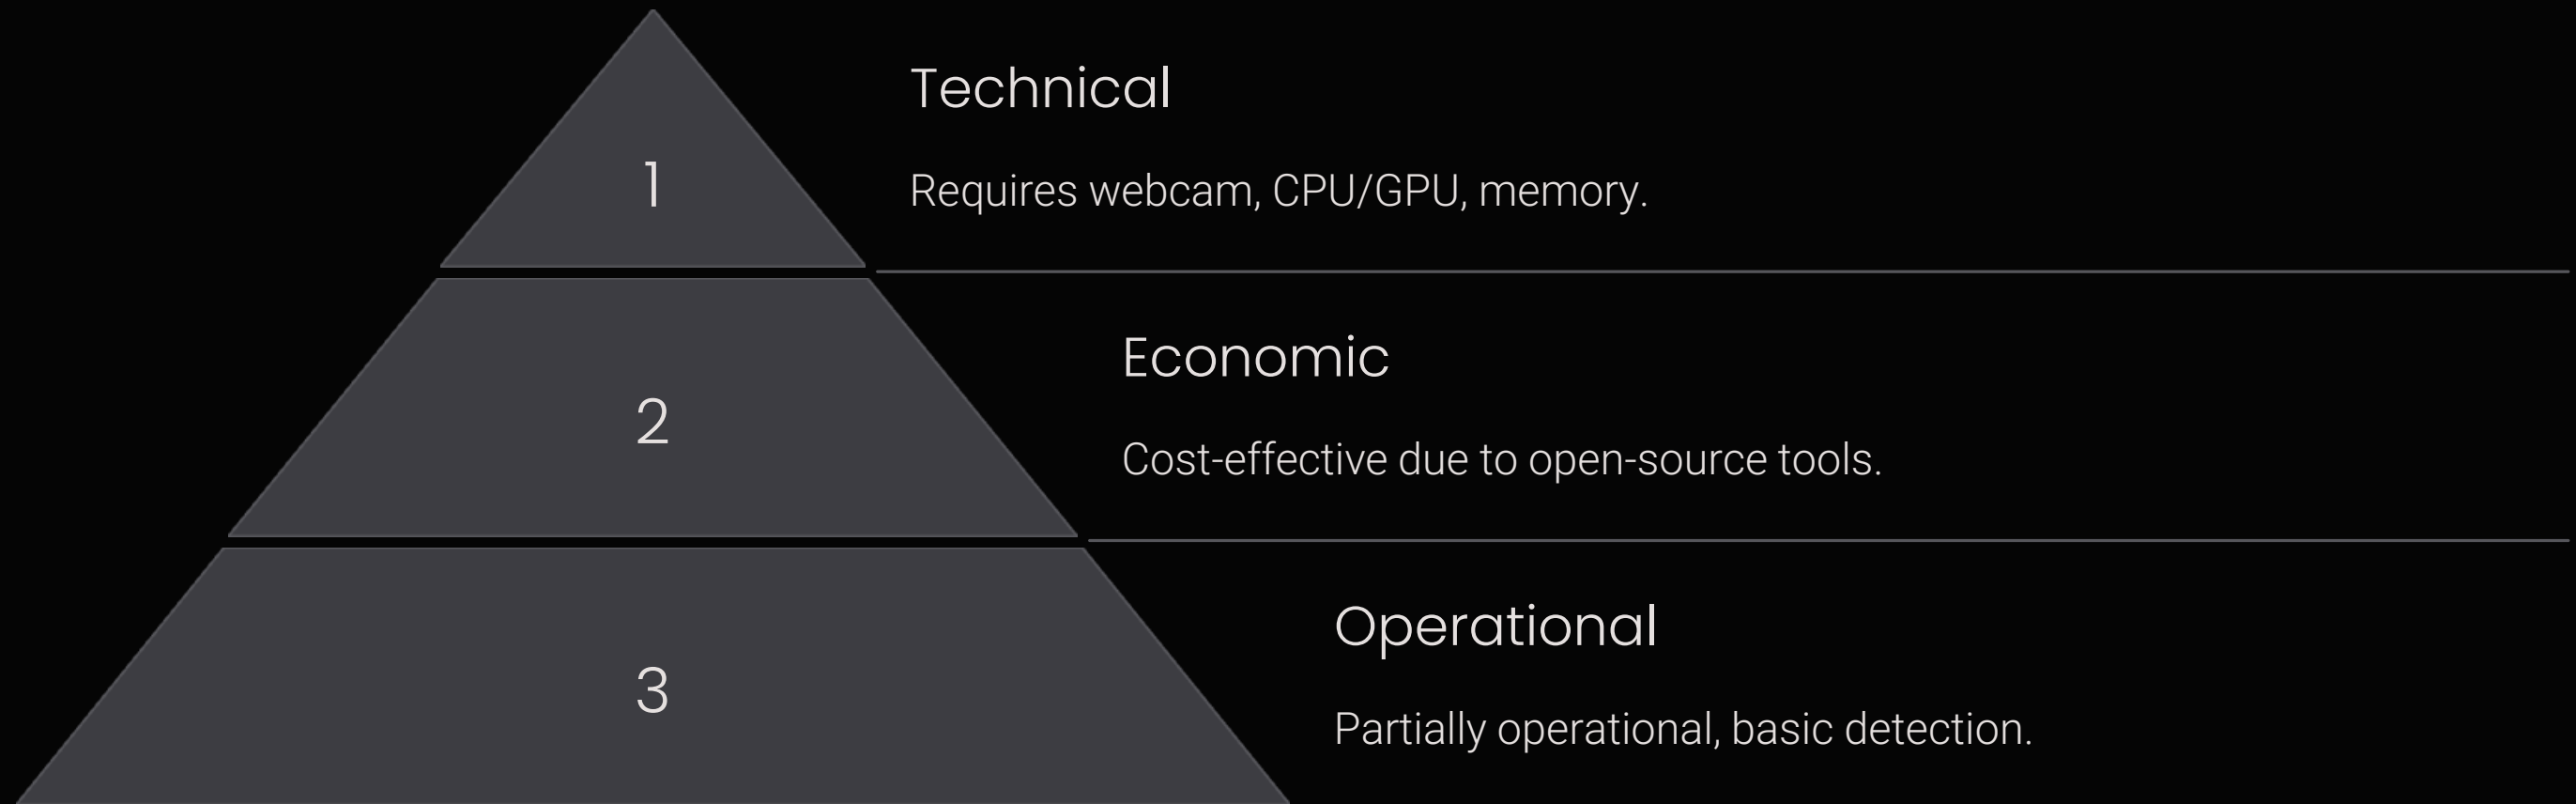 1
Technical
Requires webcam, CPU/GPU, memory.
2
Economic
Cost-effective due to open-source tools.
3
Operational
Partially operational, basic detection.